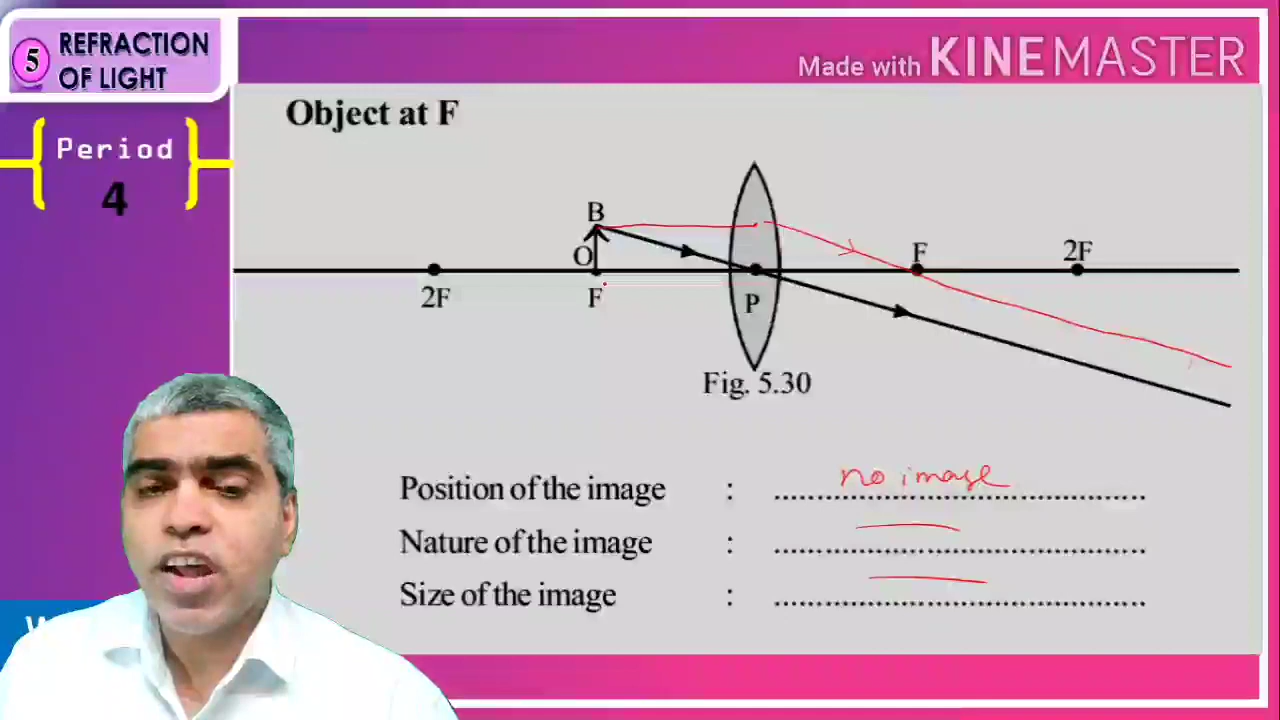 5
REFRACTION
OF LIGHT
Made with KINEMASTER
Period
4
Object at F
B
O
F
2F
2F
F
P
Fig. 5.30
Position of the image : no image
Nature of the image :
Size of the image :
W